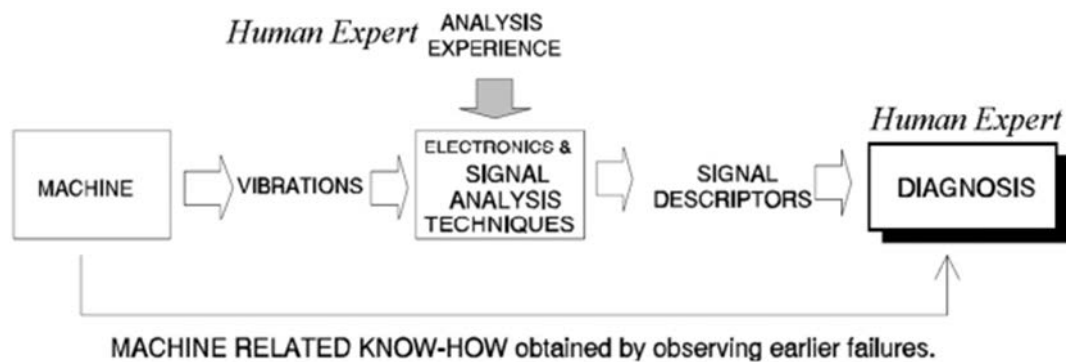 Human Expert ANALYSIS
EXPERIENCE
Human Expert
MACHINE
VIBRATIONS
ELECTRONICS &
SIGNAL
ANALYSIS
TECHNIQUES
SIGNAL
DESCRIPTORS
DIAGNOSIS
MACHINE RELATED KNOW-HOW obtained by observing earlier failures.